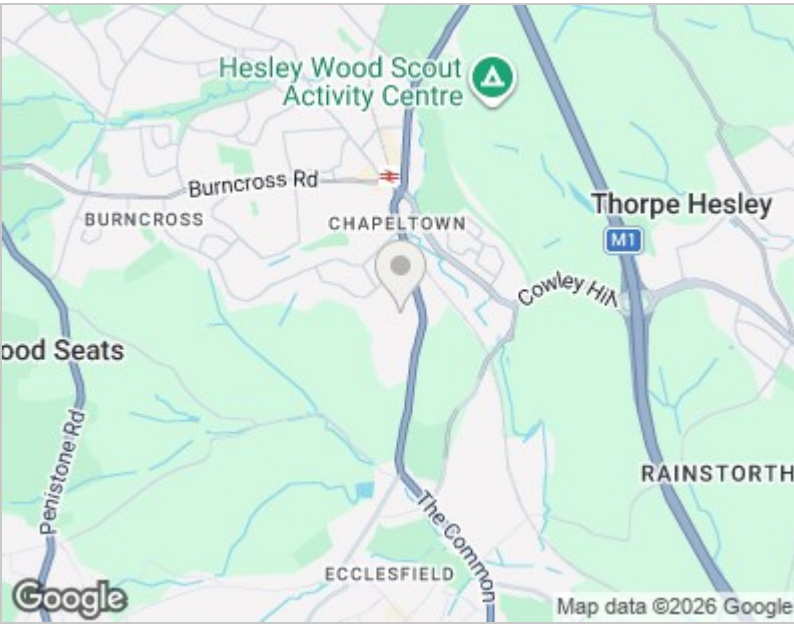 Hesley Wood Scout
Activity Centre
Burncross Rd
BURNCROSS
CHAPELTOWN
Thorpe Hesley
M1
Cowley Hill
ood Seats
Penistone Rd
RAINSTORTH
The Common
ECCLESFIELD
Google
Map data ©2026 Google